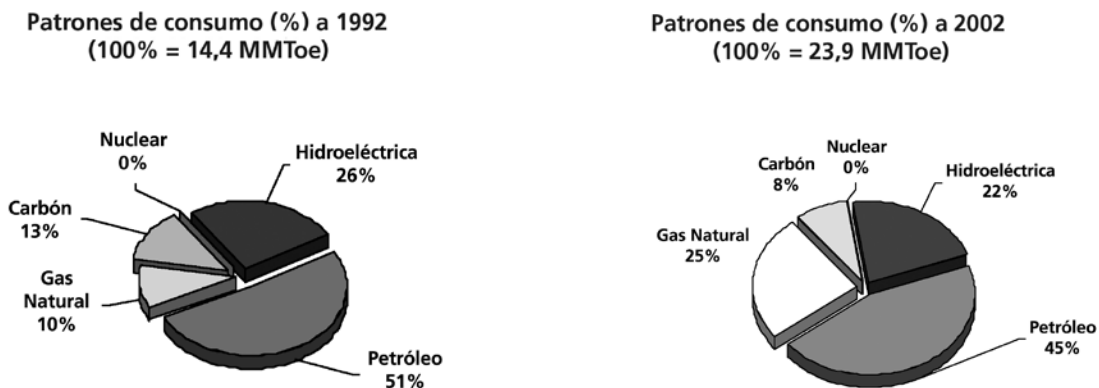 Patrones de consumo (%) a 1992
(100% = 14,4 MMToe)
Nuclear
0%
Hidroeléctrica
26%
Carbón
13%
Gas
Natural
10%
Petróleo
51%
Patrones de consumo (%) a 2002
(100% = 23,9 MMToe)
Nuclear
0%
Carbón
8%
Hidroeléctrica
22%
Gas Natural
25%
Petróleo
45%